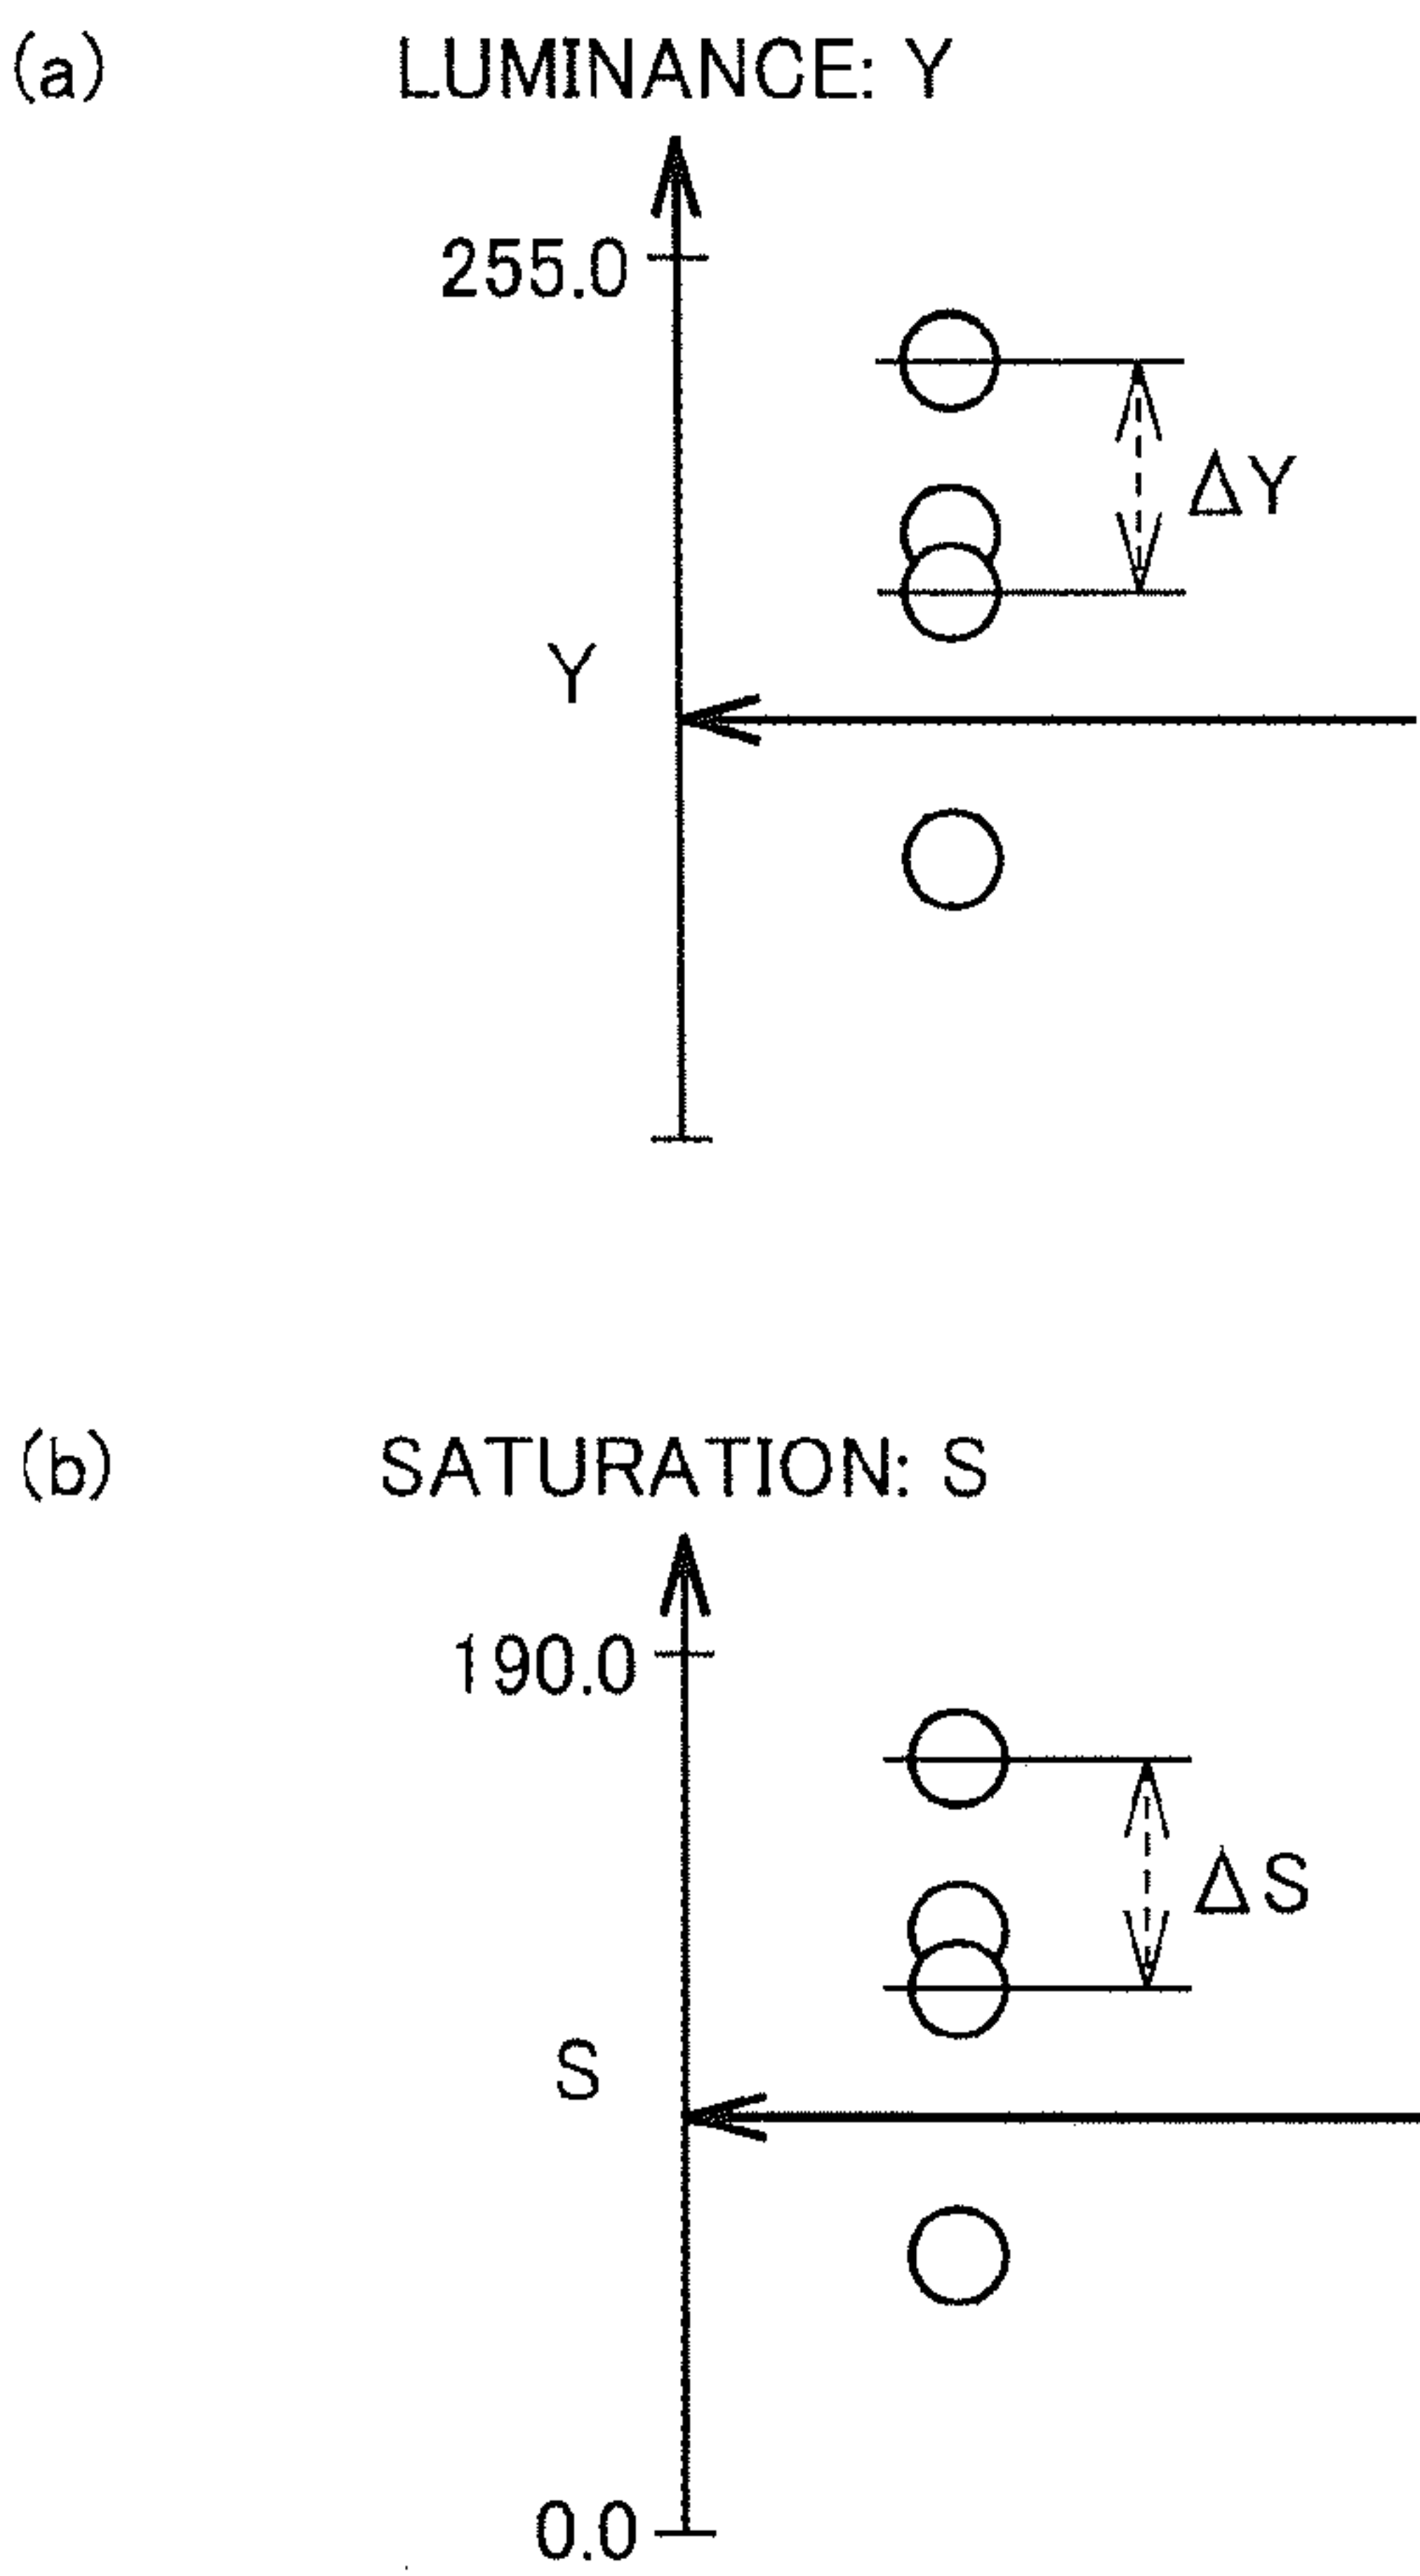 (a) LUMINANCE: Y
255.0
ΔY
Y
(b) SATURATION: S
190.0
ΔS
S
0.0